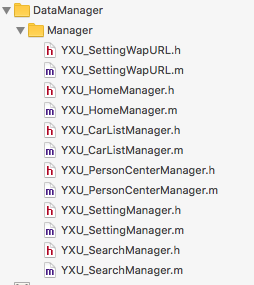 DataManager
Manager
h YXU_SettingWapURL.h
m YXU_SettingWapURL.m
h YXU_HomeManager.h
m YXU_HomeManager.m
h YXU_CarListManager.h
m YXU_CarListManager.m
h YXU_PersonCenterManager.h
m YXU_PersonCenterManager.m
h YXU_SettingManager.h
m YXU_SettingManager.m
h YXU_SearchManager.h
m YXU_SearchManager.m